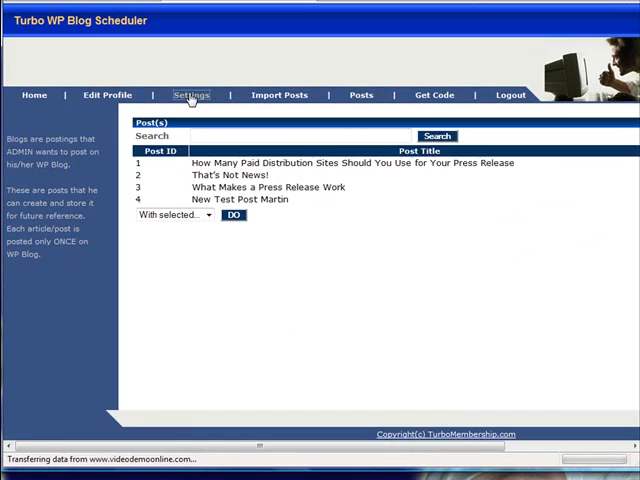 Turbo WP Blog Scheduler
Home | Edit Profile | Settings | Import Posts | Posts | Get Code | Logout
Blogs are postings that
ADMIN wants to post on
his/her WP Blog.
These are posts that he
can create and store it
for future reference.
Each article/post is
posted only ONCE on
WP Blog.
Post(s)
Search Search
Post ID Post Title
1 How Many Paid Distribution Sites Should You Use for Your Press Release
2 That's Not News!
3 What Makes a Press Release Work
4 New Test Post Martin
With selected... DO
Copyright(c) TurboMembership.com
Transferring data from www.videodemoonline.com...